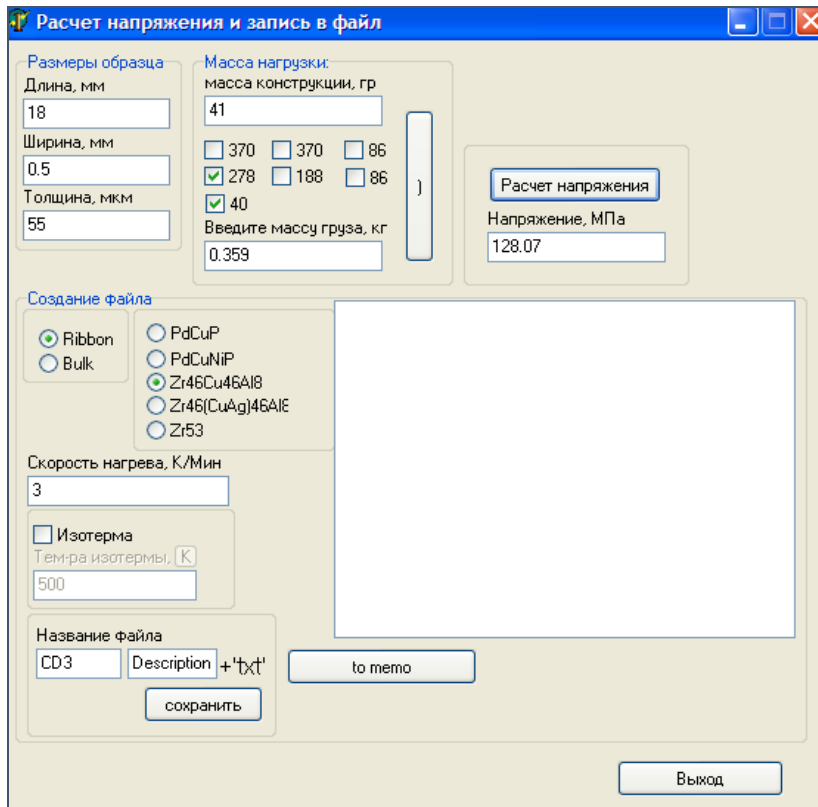 Расчет напряжения и запись в файл
Размеры образца
Длина, мм
18
Ширина, мм
0.5
Толщина, мкм
55
Масса нагрузки:
масса конструкции, гр
41
370 370 86
278 188 86
40
Введите массу груза, кг
0.359
)
Расчет напряжения
Напряжение, МПа
128.07
Создание файла
Ribbon
Bulk
PdCuP
PdCuNiP
Zr46Cu46Al8
Zr46(CuAg)46Al8
Zr53
Скорость нагрева, К/Мин
3
Изотерма
Тем-ра изотермы, К
500
Название файла
CD3 Description +'txt'
сохранить
to memo
Выход